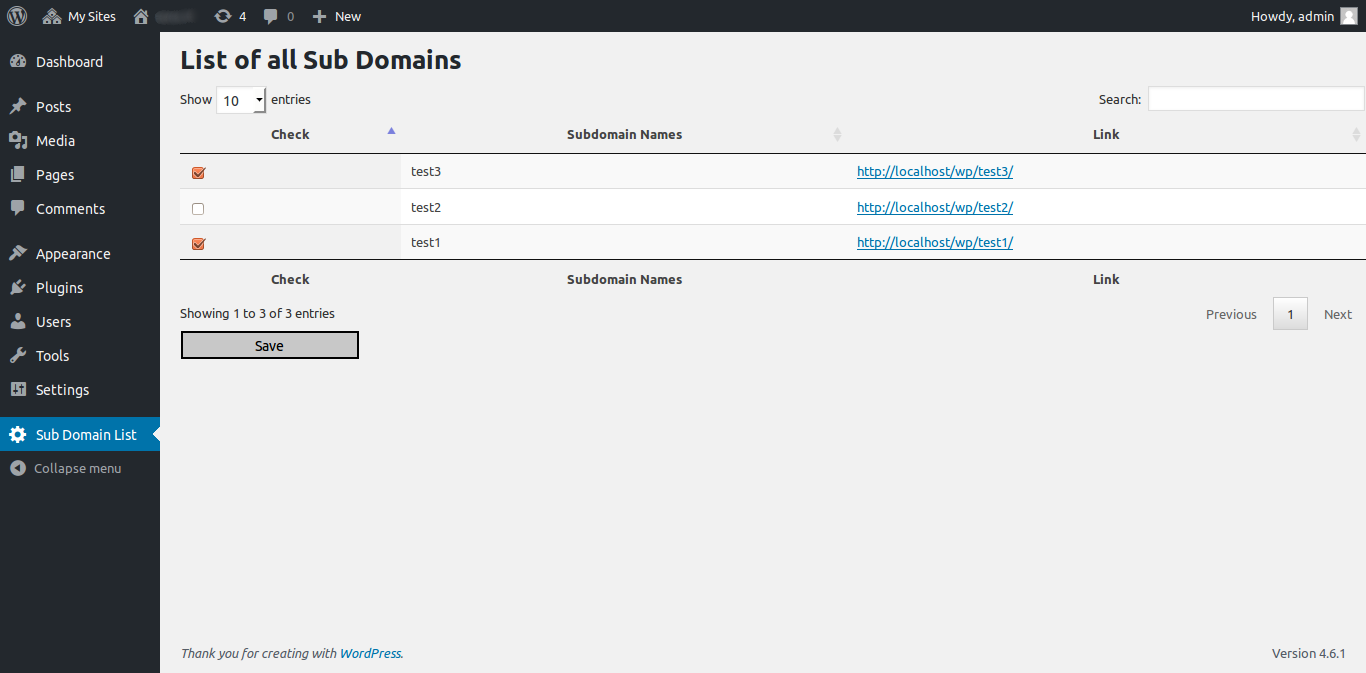 My Sites 4 0 New Howdy, admin
Dashboard
Posts
Media
Pages
Comments
Appearance
Plugins
Users
Tools
Settings
Sub Domain List
Collapse menu
List of all Sub Domains
Show 10 entries Search:
Check Subdomain Names Link
test3 http://localhost/wp/test3/
test2 http://localhost/wp/test2/
test1 http://localhost/wp/test1/
Check Subdomain Names Link
Showing 1 to 3 of 3 entries Previous 1 Next
Save
Thank you for creating with WordPress. Version 4.6.1